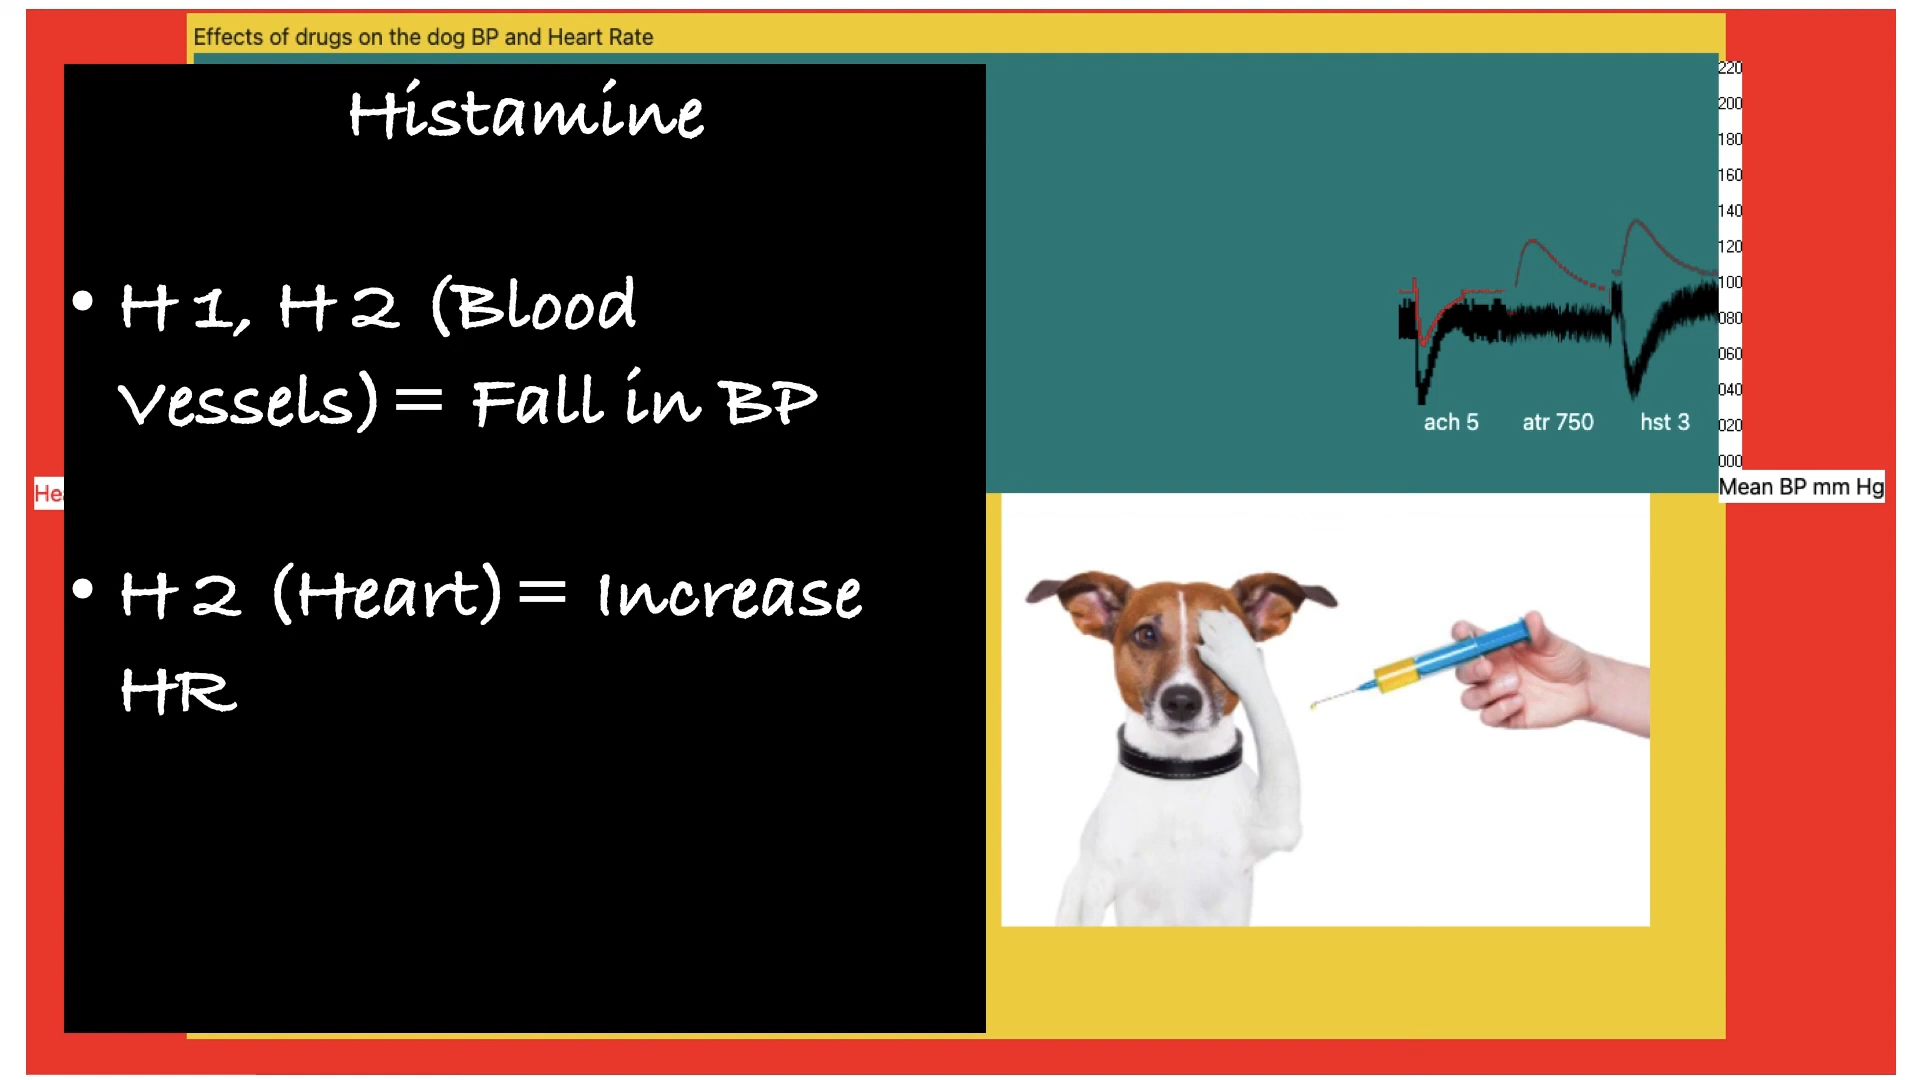 Effects of drugs on the dog BP and Heart Rate
Histamine
• H1, H2 (Blood
Vessels)= Fall in BP
• H2 (Heart)= Increase
HR
220
200
180
160
140
120
100
080
060
040
020
000
ach 5 atr 750 hst 3
Mean BP mm Hg